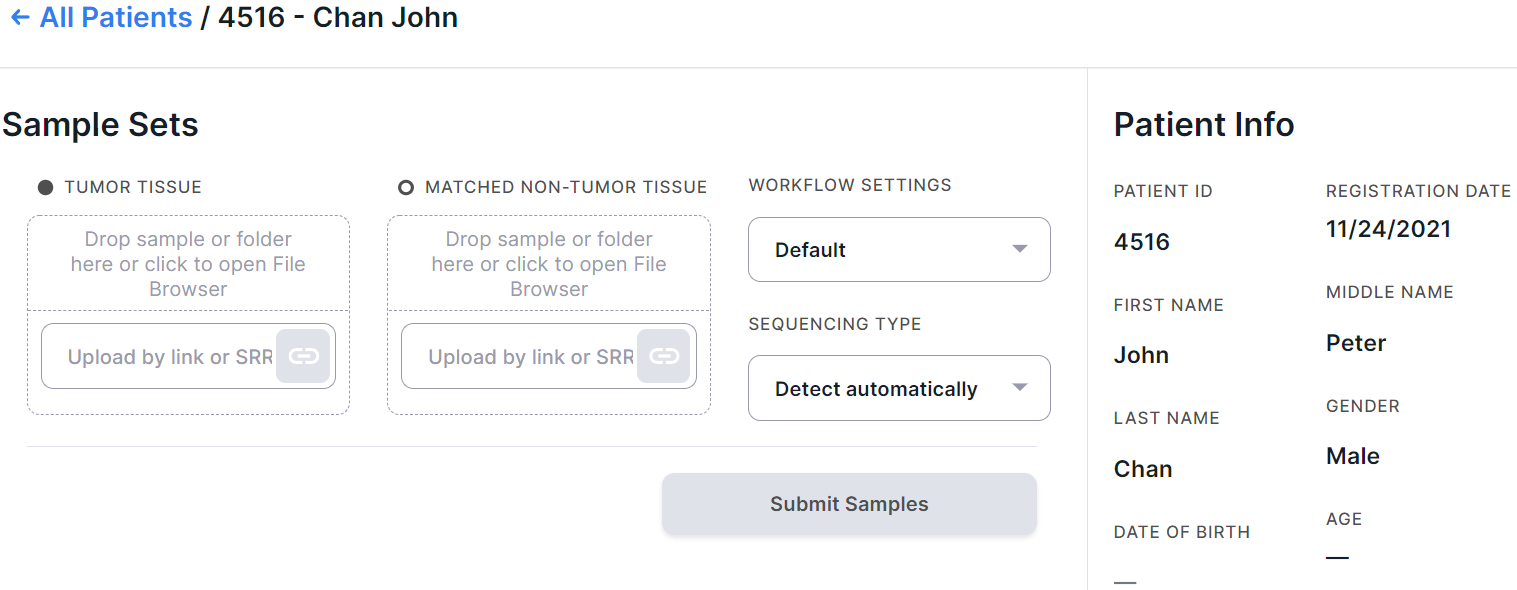 ← All Patients / 4516 - Chan John
Sample Sets
TUMOR TISSUE
Drop sample or folder
here or click to open File
Browser
Upload by link or SRR
MATCHED NON-TUMOR TISSUE
Drop sample or folder
here or click to open File
Browser
Upload by link or SRR
WORKFLOW SETTINGS
Default
SEQUENCING TYPE
Detect automatically
Submit Samples
Patient Info
PATIENT ID
4516
REGISTRATION DATE
11/24/2021
FIRST NAME
John
MIDDLE NAME
Peter
LAST NAME
Chan
GENDER
Male
DATE OF BIRTH
—
AGE
—